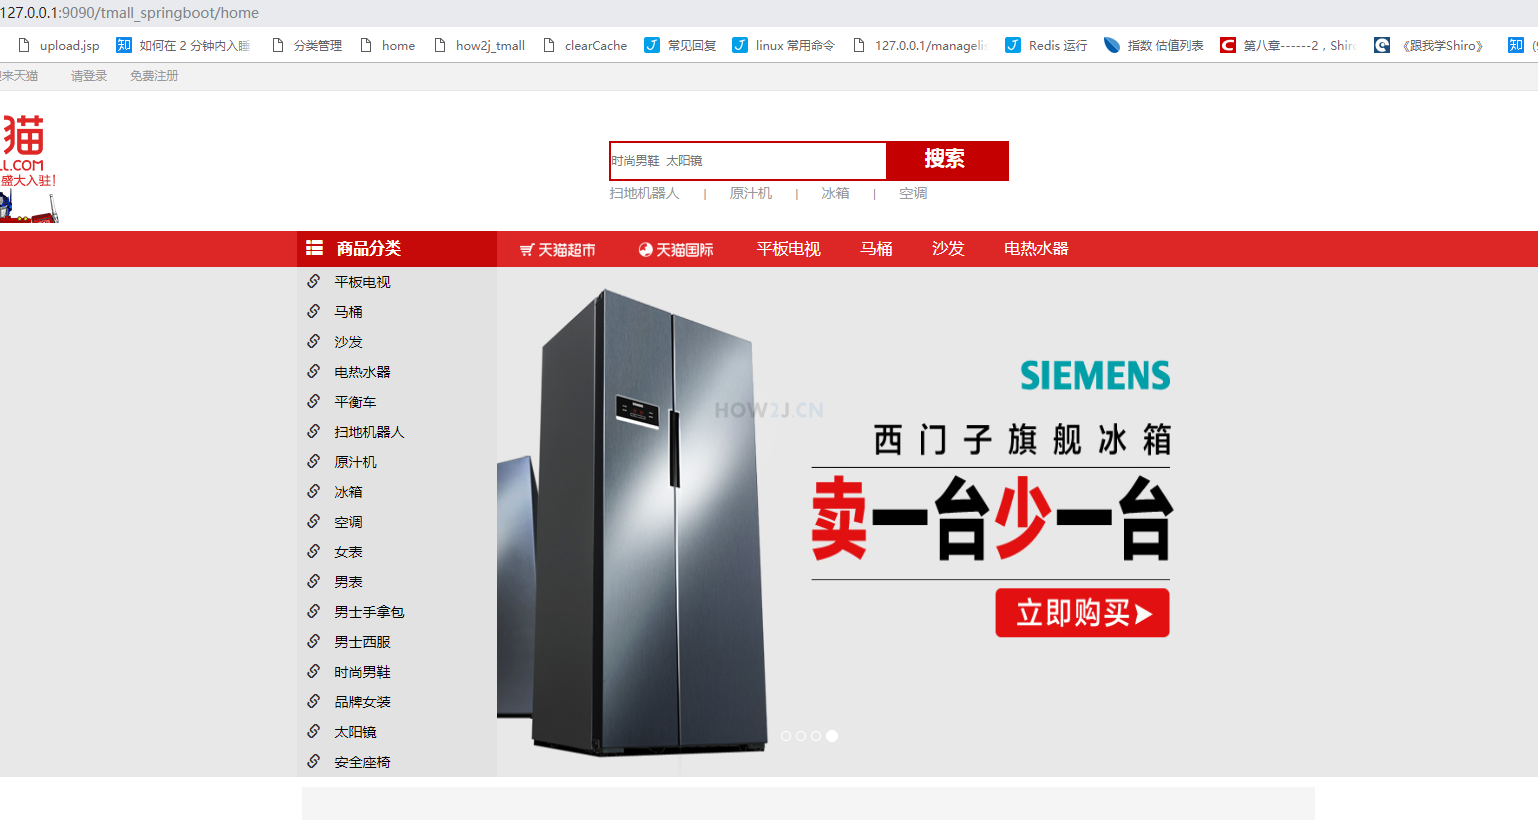 127.0.0.1:9090/tmall_springboot/home
upload.jsp 知 如何在 2 分钟内入睡 分类管理 home how2j_tmall clearCache 常见回复 linux 常用命令 127.0.0.1/managelis Redis 运行 指数 估值列表 第八章------2，Shiro 《跟我学Shiro》 知
来天猫 请登录 免费注册
猫
LL.COM
盛大入驻!
时尚男鞋 太阳镜 搜索
扫地机器人 | 原汁机 | 冰箱 | 空调
商品分类 天猫超市 天猫国际 平板电视 马桶 沙发 电热水器
平板电视
马桶
沙发
电热水器
平衡车
扫地机器人
原汁机
冰箱
空调
女表
男表
男士手拿包
男士西服
时尚男鞋
品牌女装
太阳镜
安全座椅
SIEMENS
HOW2J.CN
西门子旗舰冰箱
卖一台少一台
立即购买